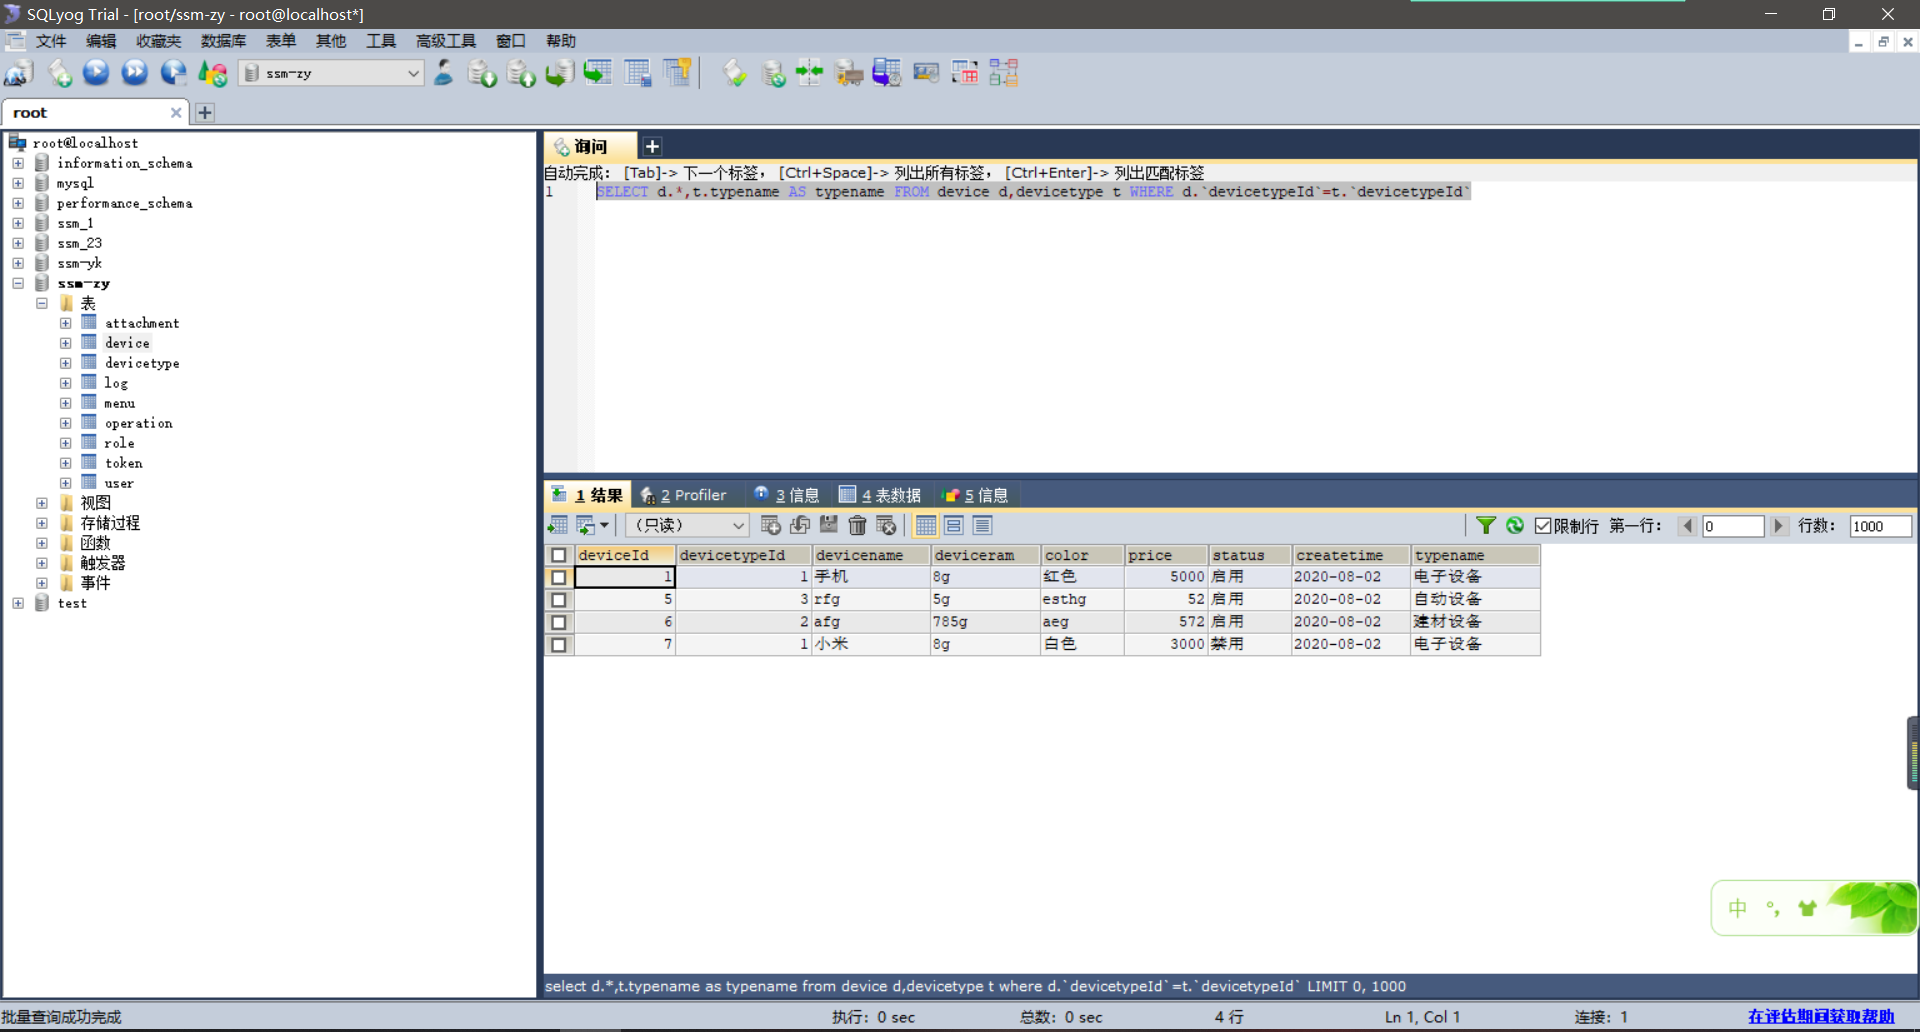 SQLyog Trial - [root/ssm-zy - root@localhost*]
文件 编辑 收藏夹 数据库 表单 其他 工具 高级工具 窗口 帮助
ssm-zy
root
root@localhost
information_schema
mysql
performance_schema
ssm_1
ssm_23
ssm-yk
ssm-zy
表
attachment
device
devicetype
log
menu
operation
role
token
user
视图
存储过程
函数
触发器
事件
test
询问
自动完成: [Tab]-> 下一个标签, [Ctrl+Space]-> 列出所有标签, [Ctrl+Enter]-> 列出匹配标签
1 SELECT d.*,t.typename AS typename FROM device d,devicetype t WHERE d.`devicetypeId`=t.`devicetypeId`
1 结果 2 Profiler 3 信息 4 表数据 5 信息
(只读) 限制行 第一行: 0 行数: 1000
deviceId devicetypeId devicename deviceram color price status createtime typename
1 1 手机 8g 红色 5000 启用 2020-08-02 电子设备
5 3 rfg 5g esthg 52 启用 2020-08-02 自动设备
6 2 afg 785g aeg 572 启用 2020-08-02 建材设备
7 1 小米 8g 白色 3000 禁用 2020-08-02 电子设备
中 °,
select d.*,t.typename as typename from device d,devicetype t where d.`devicetypeId`=t.`devicetypeId` LIMIT 0, 1000
批量查询成功完成 执行: 0 sec 总数: 0 sec 4 行 Ln 1, Col 1 连接: 1 在评估期间获取帮助